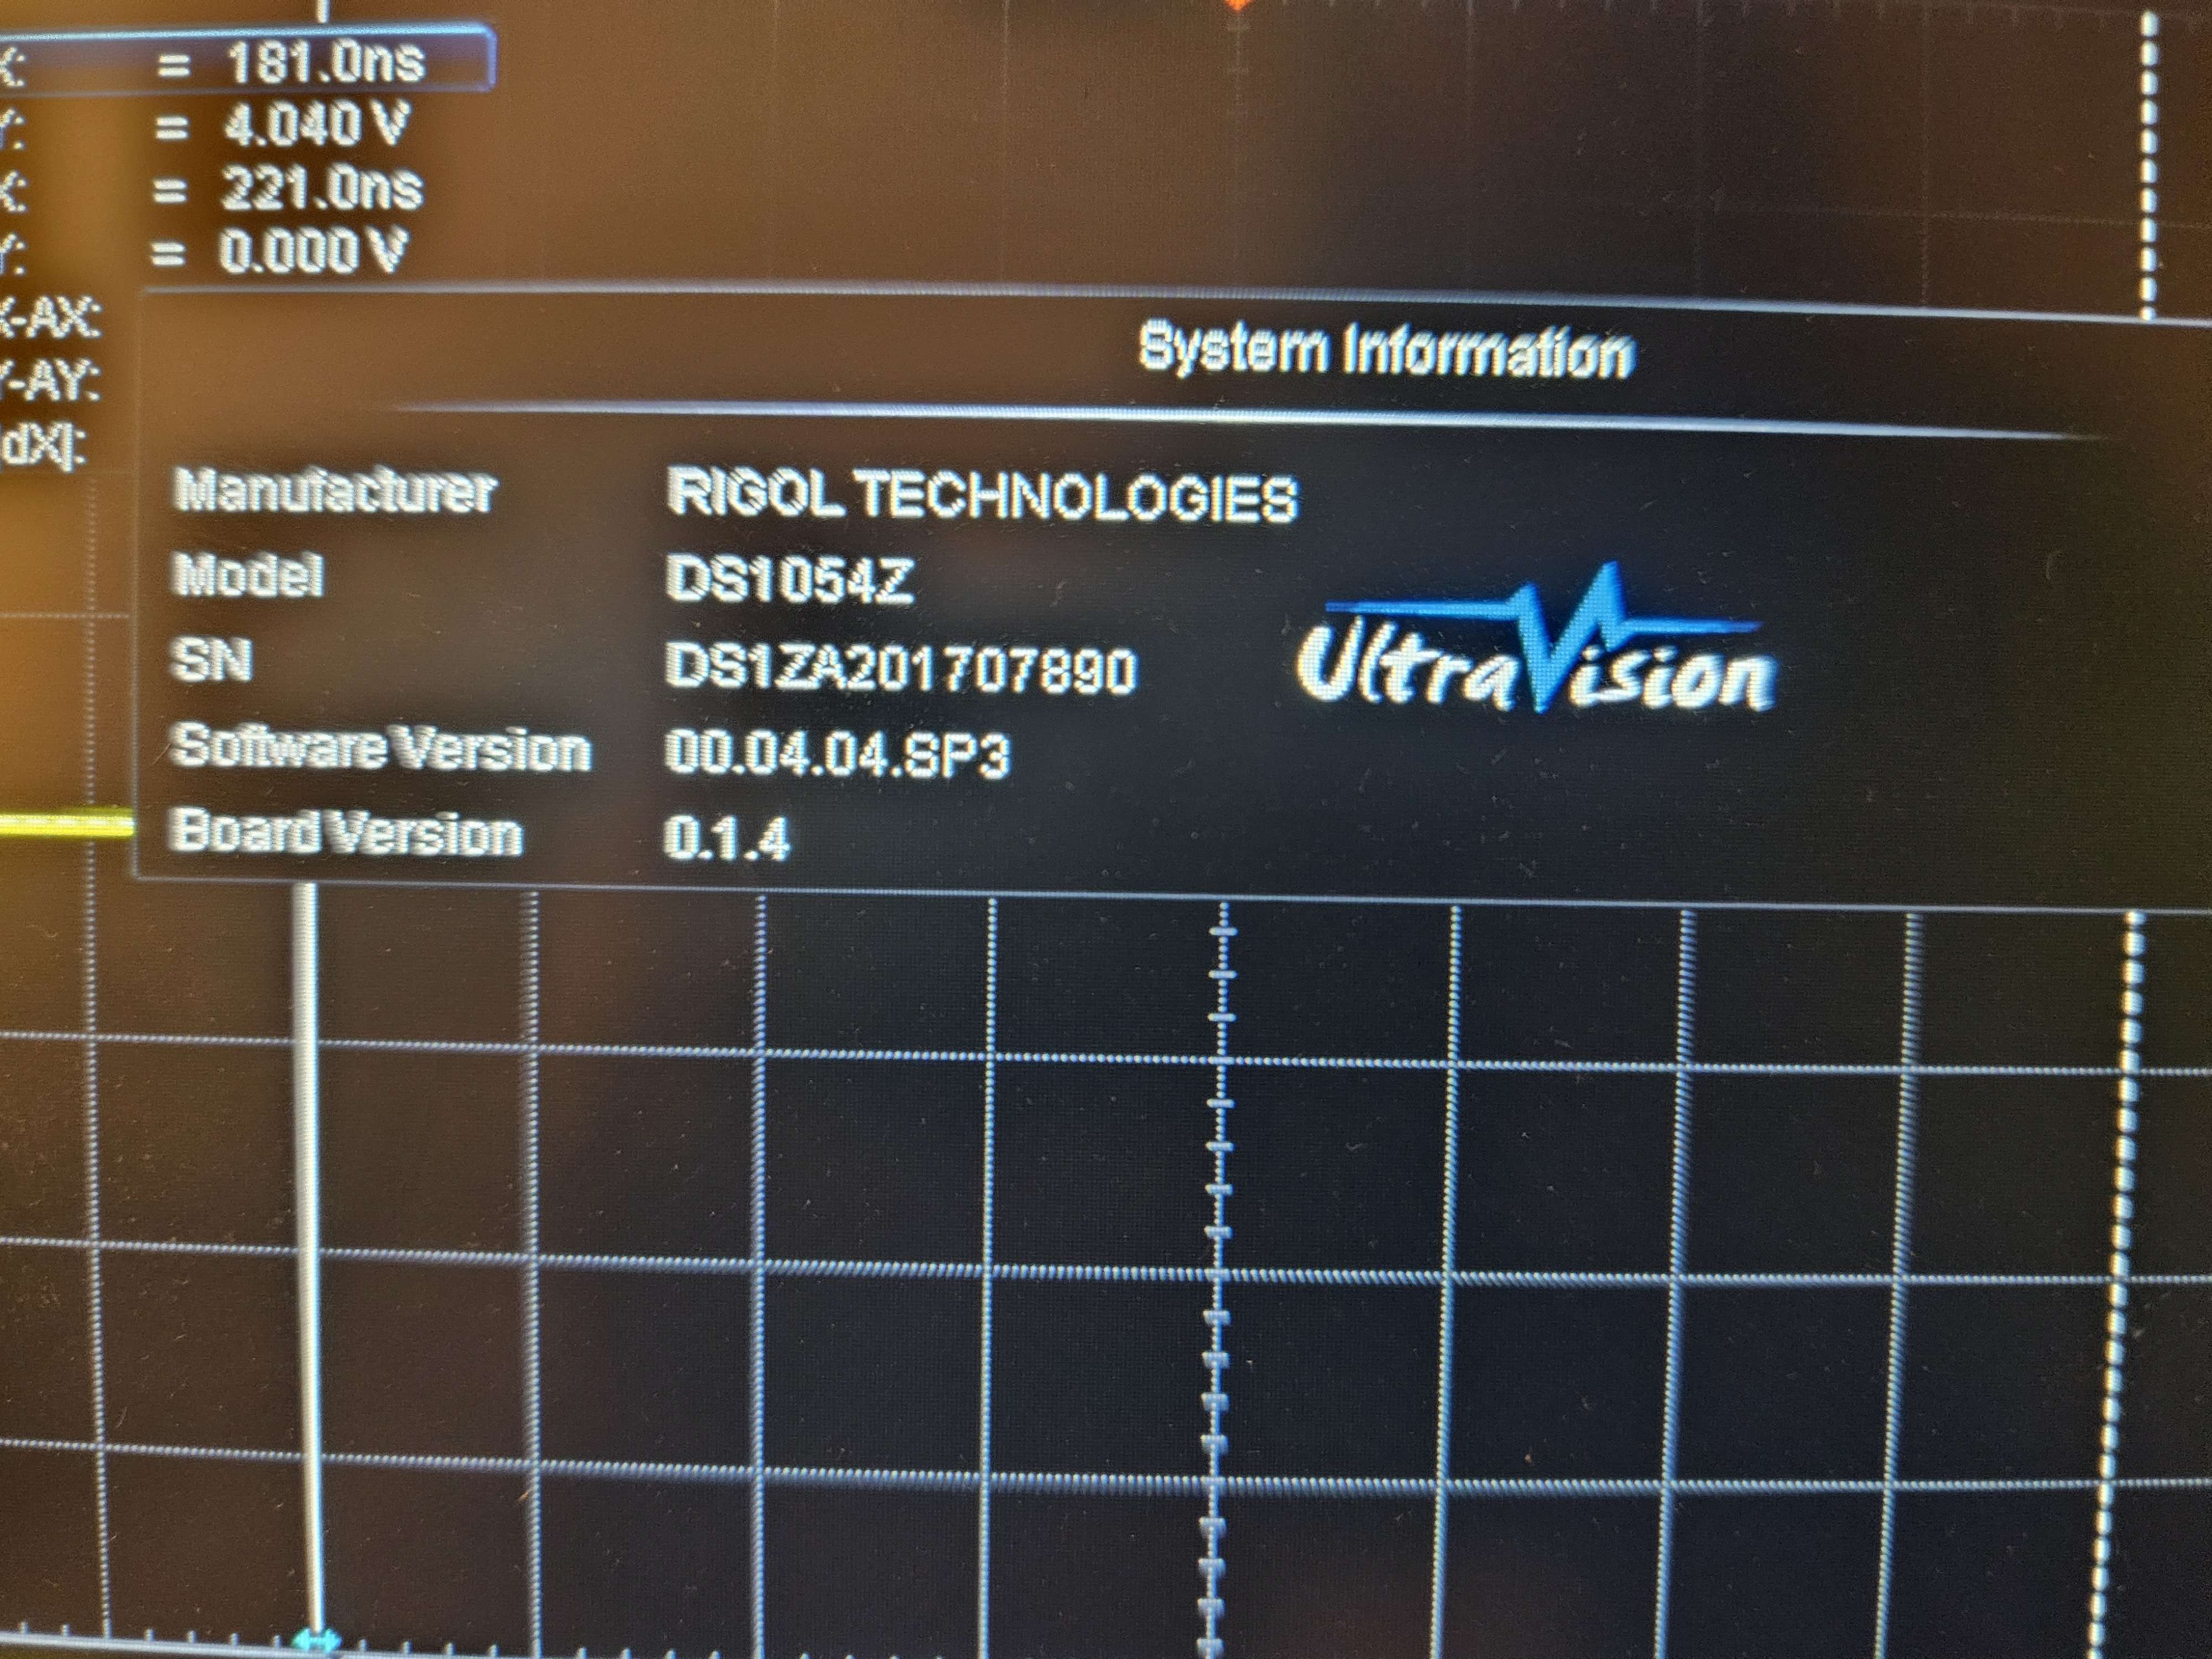 X: = 181.0ns
Y: = 4.040 V
X: = 221.0ns
Y: = 0.000 V
X-AX:
Y-AY:
|dX|:
System Information
Manufacturer RIGOL TECHNOLOGIES
Model DS1054Z
SN DS1ZA201707890
UltraVision
Software Version 00.04.04.SP3
Board Version 0.1.4